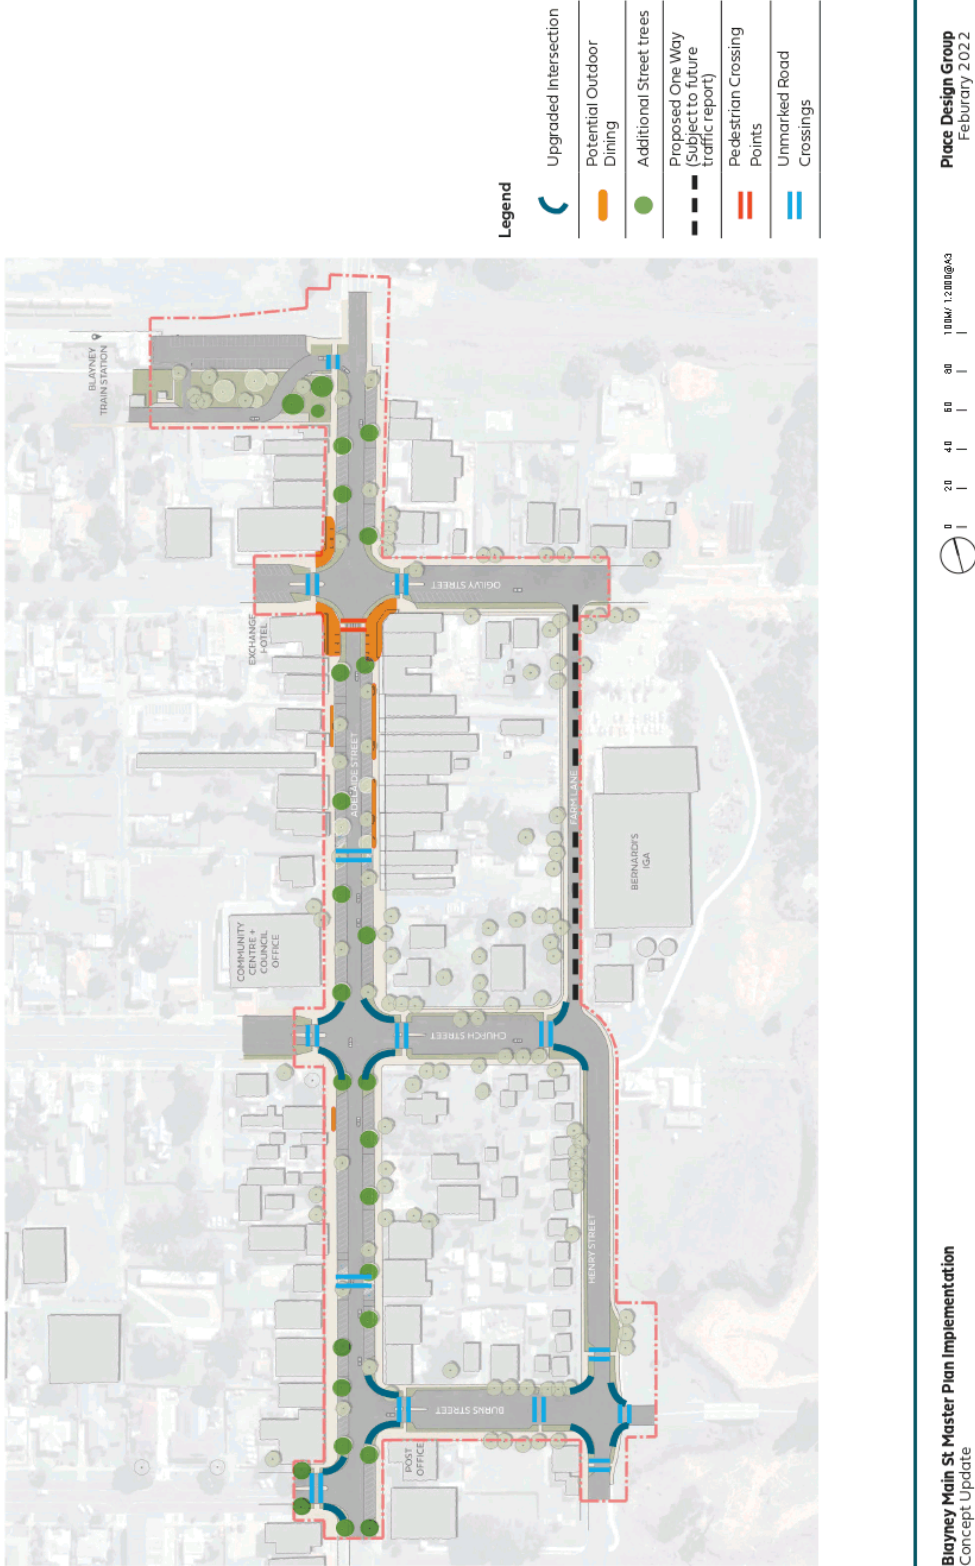 Legend
Upgraded Intersection
Potential Outdoor
Dining
Additional Street trees
Proposed One Way
(Subject to future
traffic report)
Pedestrian Crossing
Points
Unmarked Road
Crossings
BLAYNEY
TRAIN STATION
EXCHANGE
HOTEL
OGILVY STREET
ADELAIDE STREET
FARM LANE
BERNARDI'S
IGA
COMMUNITY
CENTRE +
COUNCIL
OFFICE
CHURCH STREET
HENRY STREET
BURNS STREET
POST
OFFICE
Blayney Main St Master Plan Implementation
Concept Update
0 20 40 60 80 100M/ 1:2000@A3
Place Design Group
Feburary 2022